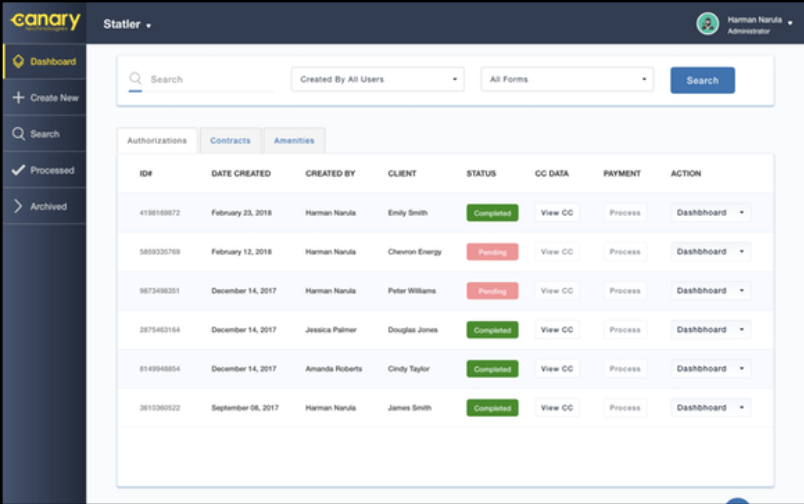 canary
technologies
Statler
Harman Narula
Administrator
Dashboard
Create New
Search
Processed
Archived
Search Created By All Users All Forms Search
Authorizations Contracts Amenities
ID# DATE CREATED CREATED BY CLIENT STATUS CC DATA PAYMENT ACTION
4198169872 February 23, 2018 Harman Narula Emily Smith Completed View CC Process Dashbhoard
5859335769 February 12, 2018 Harman Narula Chevron Energy Pending View CC Process Dashbhoard
9873498351 December 14, 2017 Harman Narula Peter Williams Pending View CC Process Dashbhoard
2875463164 December 14, 2017 Jessica Palmer Douglas Jones Completed View CC Process Dashbhoard
8149948854 December 14, 2017 Amanda Roberts Cindy Taylor Completed View CC Process Dashbhoard
3610360522 September 08, 2017 Harman Narula James Smith Completed View CC Process Dashbhoard